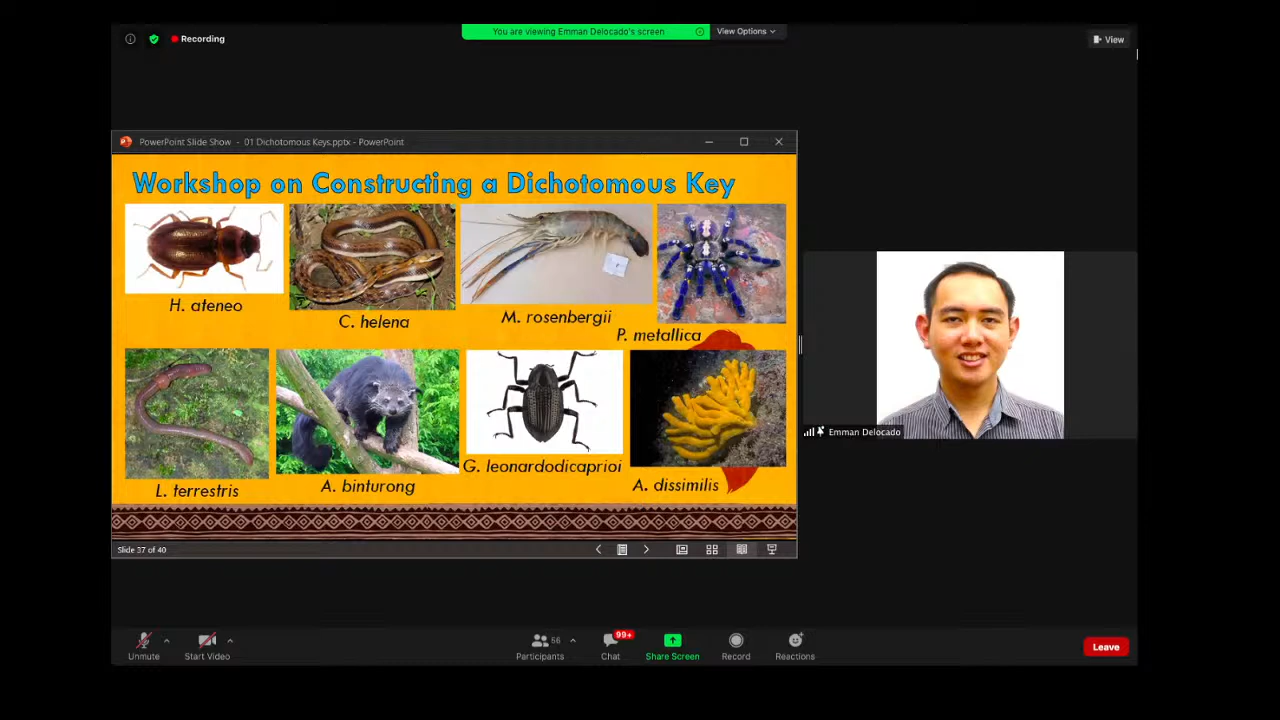 Recording
You are viewing Emman Delocado's screen
View Options
View
PowerPoint Slide Show - 01 Dichotomous Keys.pptx - PowerPoint
Workshop on Constructing a Dichotomous Key
H. ateneo
C. helena
M. rosenbergii
P. metallica
L. terrestris
A. binturong
G. leonardodicaprioi
A. dissimilis
Slide 37 of 40
Emman Delocado
Unmute
Start Video
56
Participants
99+
Chat
Share Screen
Record
Reactions
Leave